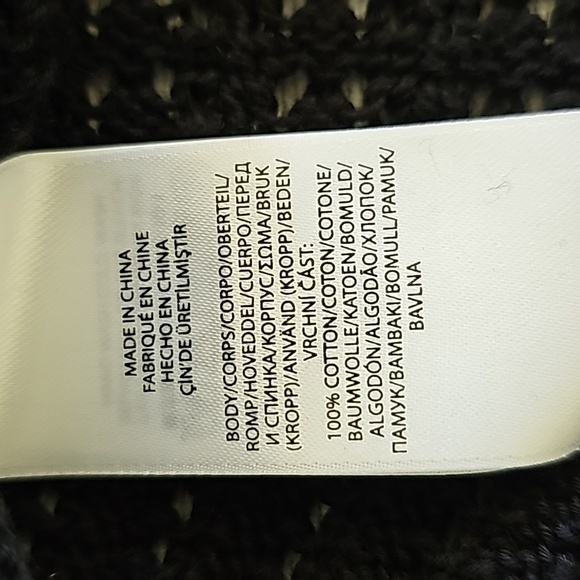 MADE IN CHINA
FABRIQUÉ EN CHINE
HECHO EN CHINA
ÇİN'DE ÜRETİLMİŞTİR
BODY/CORPS/CORPO/OBERTEIL/
ROMP/HOVEDDEL/CUERPO/ПЕРЕД
И СПИНКА/КОРПУС/ΣΩΜΑ/BRUK
(KROPP)/ANVÄND (KROPP)/BEDEN/
VRCHNÍ ČÁST:
100% COTTON/COTON/COTONE/
BAUMWOLLE/KATOEN/BOMULD/
ALGODÓN/ALGODÃO/ХЛОПОК/
ПАМУК/BAMBAKI/BOMULL/PAMUK/
BAVLNA